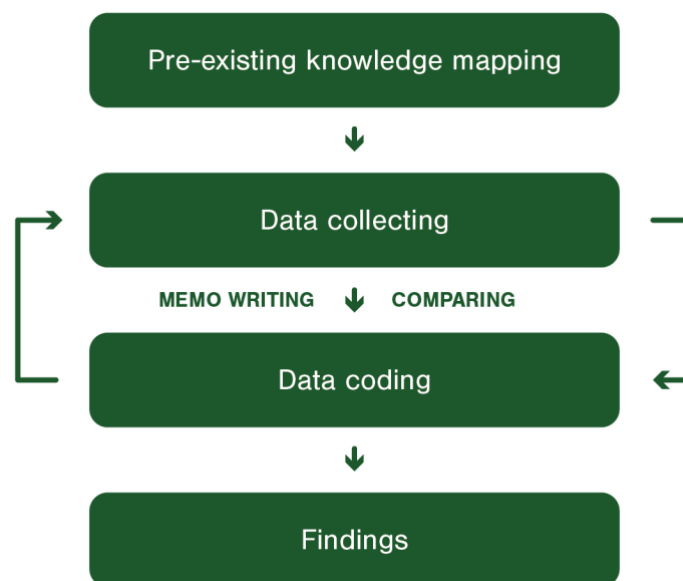 Pre-existing knowledge mapping
Data collecting
MEMO WRITING COMPARING
Data coding
Findings